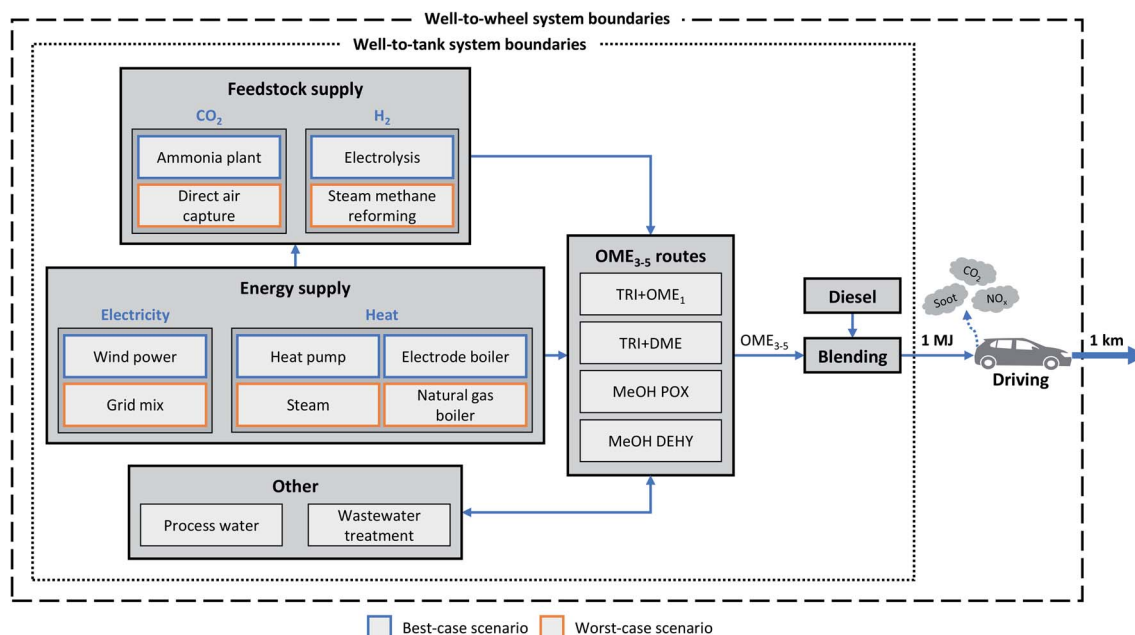 Well-to-wheel system boundaries
Well-to-tank system boundaries
Feedstock supply
CO₂
H₂
Ammonia plant
Electrolysis
Direct air
capture
Steam methane
reforming
Energy supply
Electricity
Heat
Wind power
Heat pump
Electrode boiler
Grid mix
Steam
Natural gas
boiler
Other
Process water
Wastewater
treatment
OME₃₋₅ routes
TRI+OME₁
TRI+DME
MeOH POX
MeOH DEHY
OME₃₋₅
Diesel
Blending
1 MJ
CO₂
Soot
NOₓ
Driving
1 km
Best-case scenario
Worst-case scenario